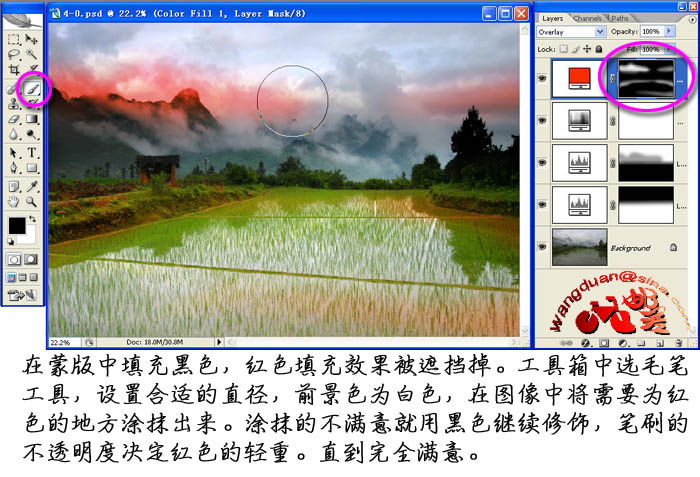 4-0.psd @ 22.2% (Color Fill 1, Layer Mask/8)
Layers Channels Paths
Overlay Opacity: 100%
Lock: Fill: 100%
...
...
L...
L...
Background
wangduan@sina.com
22.2% Doc: 18.0M/30.8M
在蒙版中填充黑色，红色填充效果被遮挡掉。工具箱中选毛笔
工具，设置合适的直径，前景色为白色，在图像中将需要为红
色的地方涂抹出来。涂抹的不满意就用黑色继续修饰，笔刷的
不透明度决定红色的轻重。直到完全满意。